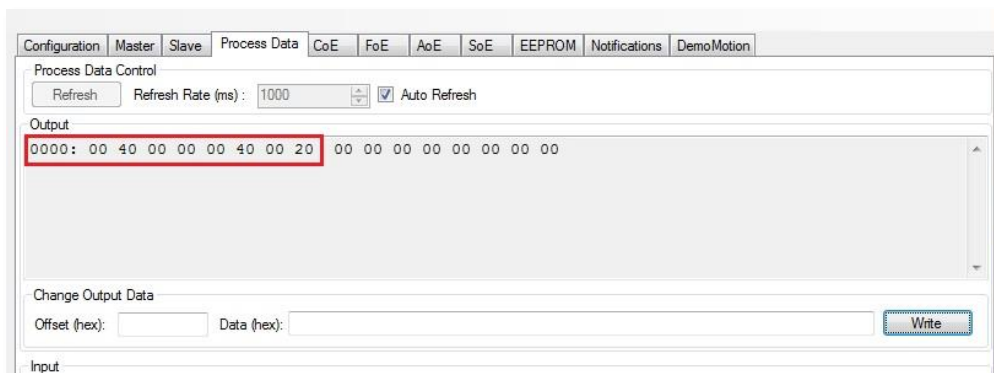 Configuration Master Slave Process Data CoE FoE AoE SoE EEPROM Notifications DemoMotion
Process Data Control
Refresh Refresh Rate (ms) : 1000 Auto Refresh
Output
0000: 00 40 00 00 00 40 00 20 00 00 00 00 00 00 00 00
Change Output Data
Offset (hex): Data (hex): Write
Input